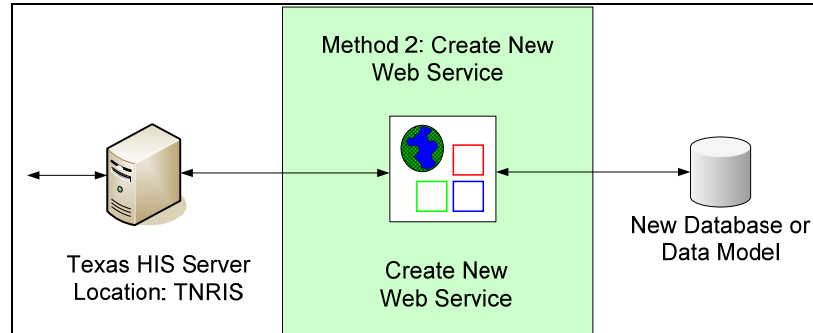 Method 2: Create New
Web Service
Texas HIS Server
Location: TNRIS
Create New
Web Service
New Database or
Data Model